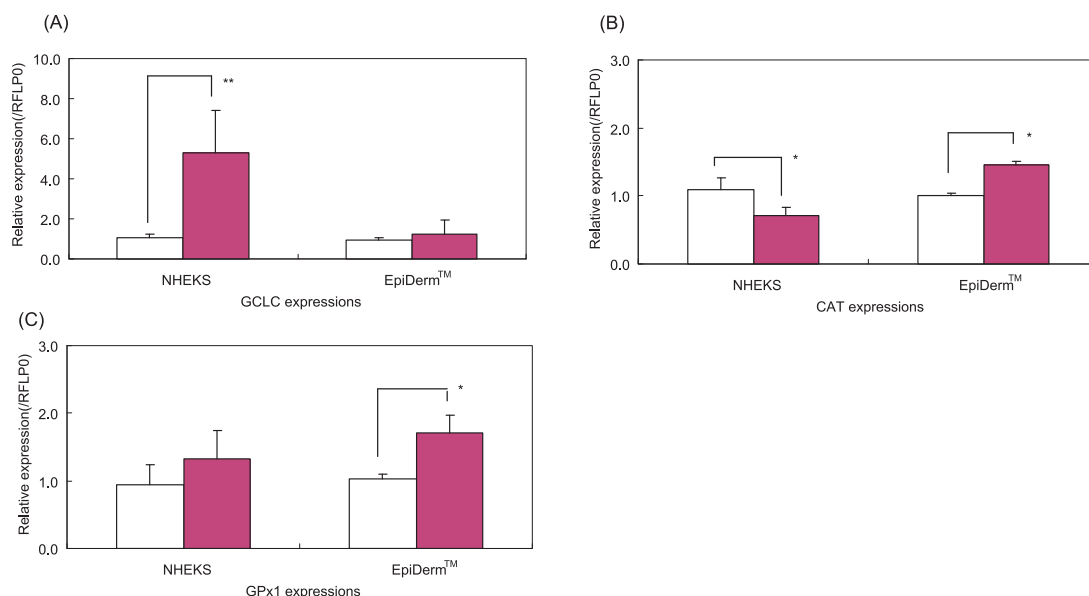 (A)
Relative expression(/RFLP0)
10.0
8.0
6.0
4.0
2.0
0.0
**
NHEKS
EpiDerm™
GCLC expressions
(B)
Relative expression(/RFLP0)
3.0
2.0
1.0
0.0
*
*
NHEKS
EpiDerm™
CAT expressions
(C)
Relative expression(/RFLP0)
3.0
2.0
1.0
0.0
*
NHEKS
EpiDerm™
GPx1 expressions